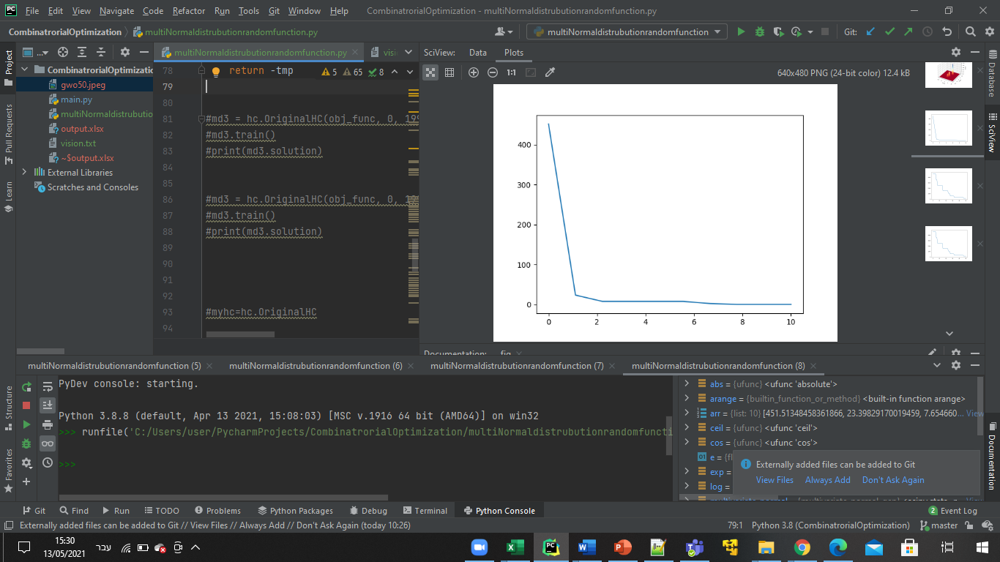 PC File Edit View Navigate Code Refactor Run Tools Git Window Help CombinatrorialOptimization - multiNormaldistrubutionrandomfunction.py
CombinatrorialOptimization multiNormaldistrubutionrandomfunction.py multiNormaldistrubutionrandomfunction Git:
Project
Pull Requests
Learn
Structure
Favorites
CombinatrorialOptimizatio
gwo50.jpeg
main.py
multiNormaldistrubutio
output.xlsx
vision.txt
~$output.xlsx
External Libraries
Scratches and Consoles
multiNormaldistrubutionrandomfunction.py visi
78 return -tmp 5 65 8
79
80
81 #md3 = hc.OriginalHC(obj_func, 0, 199
82 #md3.train()
83 #print(md3.solution)
84
85
86 #md3 = hc.OriginalHC(obj_func, 0, 199
87 #md3.train()
88 #print(md3.solution)
89
90
91
92
93 #myhc=hc.OriginalHC
94
SciView: Data Plots
1:1 640x480 PNG (24-bit color) 12.4 kB
400
300
200
100
0
0 2 4 6 8 10
Documentation: fig
Database
SciView
Documentation
multiNormaldistrubutionrandomfunction (5) multiNormaldistrubutionrandomfunction (6) multiNormaldistrubutionrandomfunction (7) multiNormaldistrubutionrandomfunction (8)
PyDev console: starting.
Python 3.8.8 (default, Apr 13 2021, 15:08:03) [MSC v.1916 64 bit (AMD64)] on win32
>>> runfile('C:/Users/user/PycharmProjects/CombinatrorialOptimization/multiNormaldistrubutionrandomfuncti
>>>
abs = {ufunc} <ufunc 'absolute'>
arange = {builtin_function_or_method} <built-in function arange>
arr = {list: 10} [451.51348458361866, 23.39829170019459, 7.654660... View
ceil = {ufunc} <ufunc 'ceil'>
cos = {ufunc} <ufunc 'cos'>
01 e = {fl
exp =
log =
Externally added files can be added to Git
View Files Always Add Don't Ask Again
Git Find Run TODO Problems Python Packages Debug Terminal Python Console 2 Event Log
Externally added files can be added to Git // View Files // Always Add // Don't Ask Again (today 10:26) 79:1 Python 3.8 (CombinatrorialOptimization) master
15:30
13/05/2021
עבר